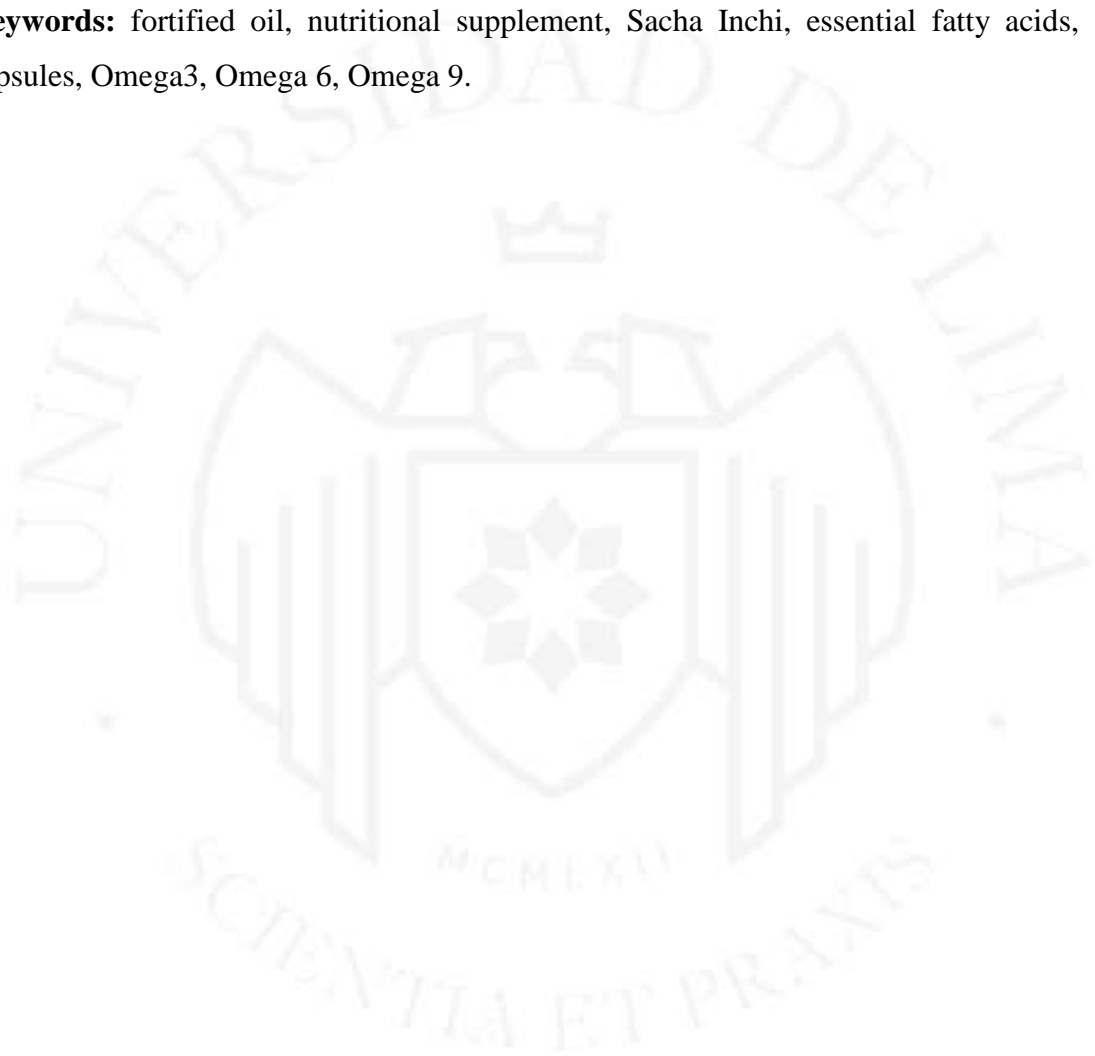 eywords: fortified oil, nutritional supplement, Sacha Inchi, essential fatty acids,
psules, Omega3, Omega 6, Omega 9.
UNIVERSIDAD DE LIMA
MCMLXII
SCIENTIA ET PRAXIS